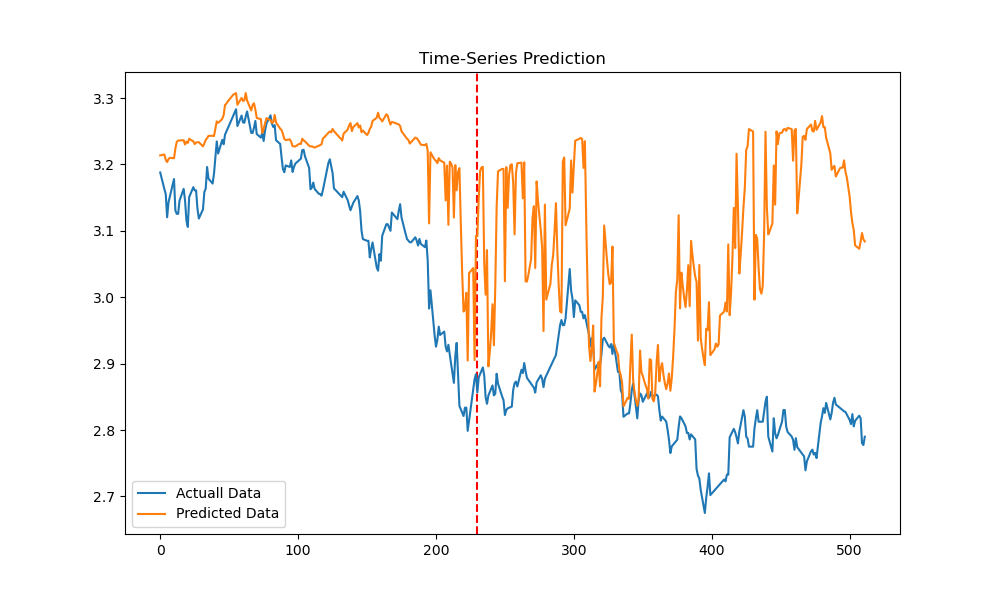 Time-Series Prediction
3.3
3.2
3.1
3.0
2.9
2.8
2.7
Actuall Data
Predicted Data
0 100 200 300 400 500